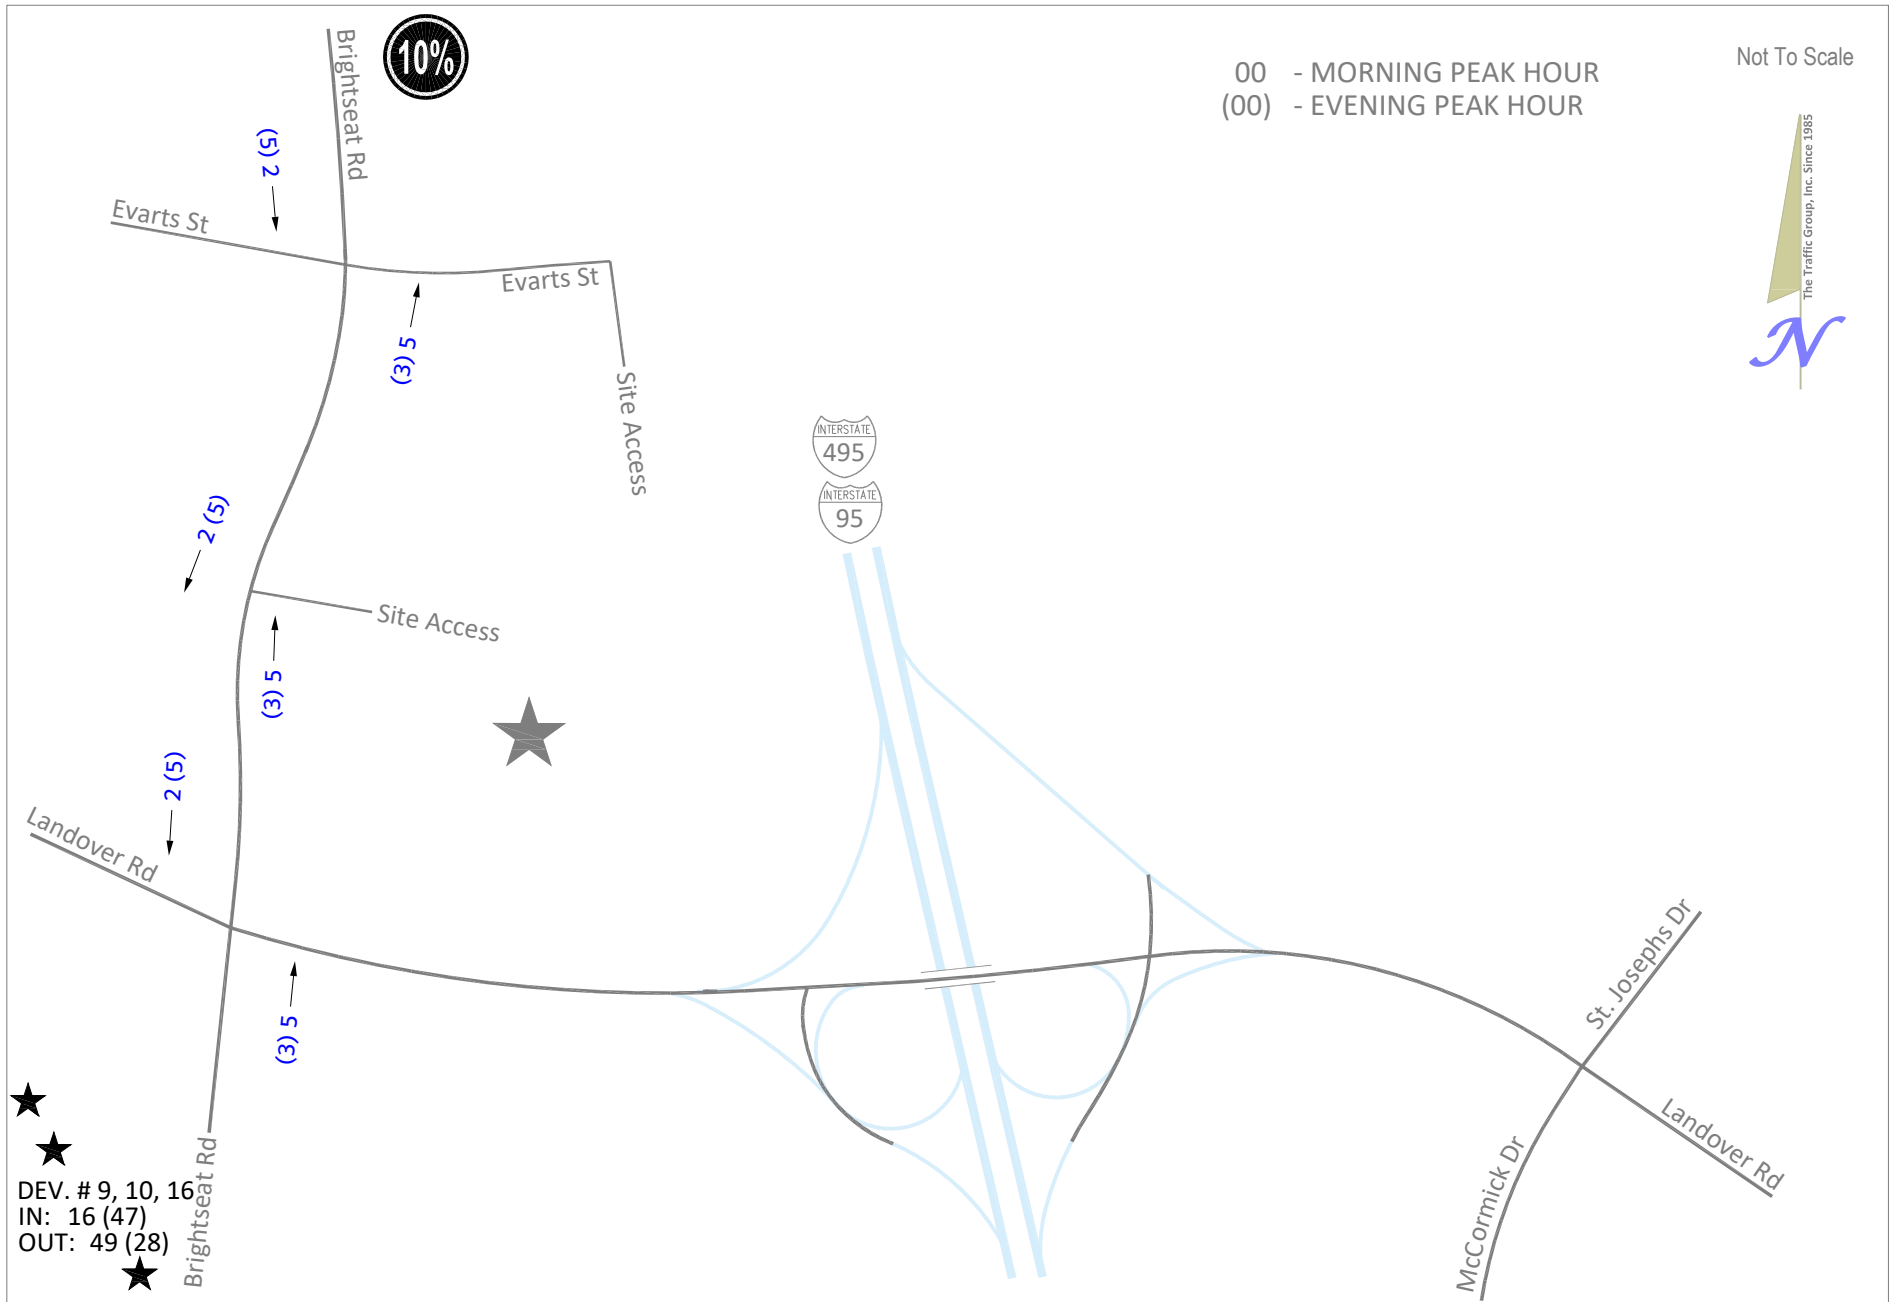 Brightseat Rd
10%
00 - MORNING PEAK HOUR
(00) - EVENING PEAK HOUR
Not To Scale
The Traffic Group, Inc. Since 1985
N
(5) 2
Evarts St
Evarts St
(3) 5
Site Access
INTERSTATE
495
INTERSTATE
95
2 (5)
Site Access
(3) 5
2 (5)
Landover Rd
(3) 5
St. Josephs Dr
Landover Rd
McCormick Dr
Brightseat Rd
DEV. # 9, 10, 16
IN: 16 (47)
OUT: 49 (28)